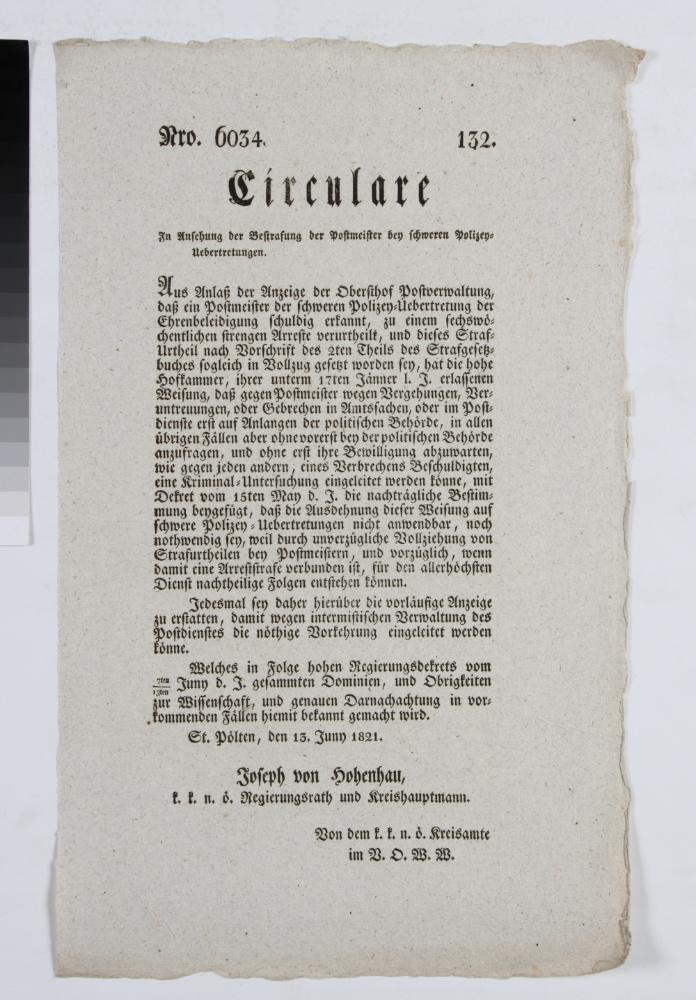 Nro. 6034.
132.
Circulare
In Ansehung der Bestrafung der Postmeister bey schweren Polizey-
Uebertretungen.
Aus Anlaß der Anzeige der Obersthof Postverwaltung,
daß ein Postmeister der schweren Polizey-Uebertretung der
Ehrenbeleidigung schuldig erkannt, zu einem sechswö-
chentlichen strengen Arreste verurtheilt, und dieses Straf-
Urtheil nach Vorschrift des 2ten Theils des Strafgesetz-
buches sogleich in Vollzug gesetzt worden sey, hat die hohe
Hofkammer, ihrer unterm 17ten Jänner l. J. erlassenen
Weisung, daß gegen Postmeister wegen Vergehungen, Ver-
untreuungen, oder Gebrechen in Amtssachen, oder im Post-
dienste erst auf Anlangen der politischen Behörde, in allen
übrigen Fällen aber ohne vorerst bey der politischen Behörde
anzufragen, und ohne erst ihre Bewilligung abzuwarten,
wie gegen jeden andern, eines Verbrechens Beschuldigten,
eine Kriminal-Untersuchung eingeleitet werden könne, mit
Dekret vom 15ten May d. J. die nachträgliche Bestim-
mung beygefügt, daß die Ausdehnung dieser Weisung auf
schwere Polizey-Uebertretungen nicht anwendbar, noch
nothwendig sey, weil durch unverzügliche Vollziehung von
Strafurtheilen bey Postmeistern, und vorzüglich, wenn
damit eine Arreststrafe verbunden ist, für den allerhöchsten
Dienst nachtheilige Folgen entstehen können.
Jedesmal sey daher hierüber die vorläufige Anzeige
zu erstatten, damit wegen intermistischen Verwaltung des
Postdienstes die nöthige Vorkehrung eingeleitet werden
könne.
Welches in Folge hohen Regierungsdekrets vom
7ten/13ten Juny d. J. gesammten Dominien, und Obrigkeiten
zur Wissenschaft, und genauen Darnachachtung in vor-
kommenden Fällen hiemit bekannt gemacht wird.
St. Pölten, den 13. Juny 1821.
Joseph von Hohenhau,
k. k. n. ö. Regierungsrath und Kreishauptmann.
Von dem k. k. n. ö. Kreisamte
im V. O. W. W.